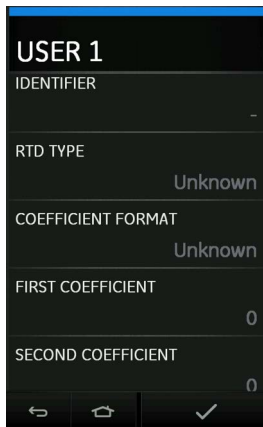 USER 1
IDENTIFIER
-
RTD TYPE
Unknown
COEFFICIENT FORMAT
Unknown
FIRST COEFFICIENT
0
SECOND COEFFICIENT
0